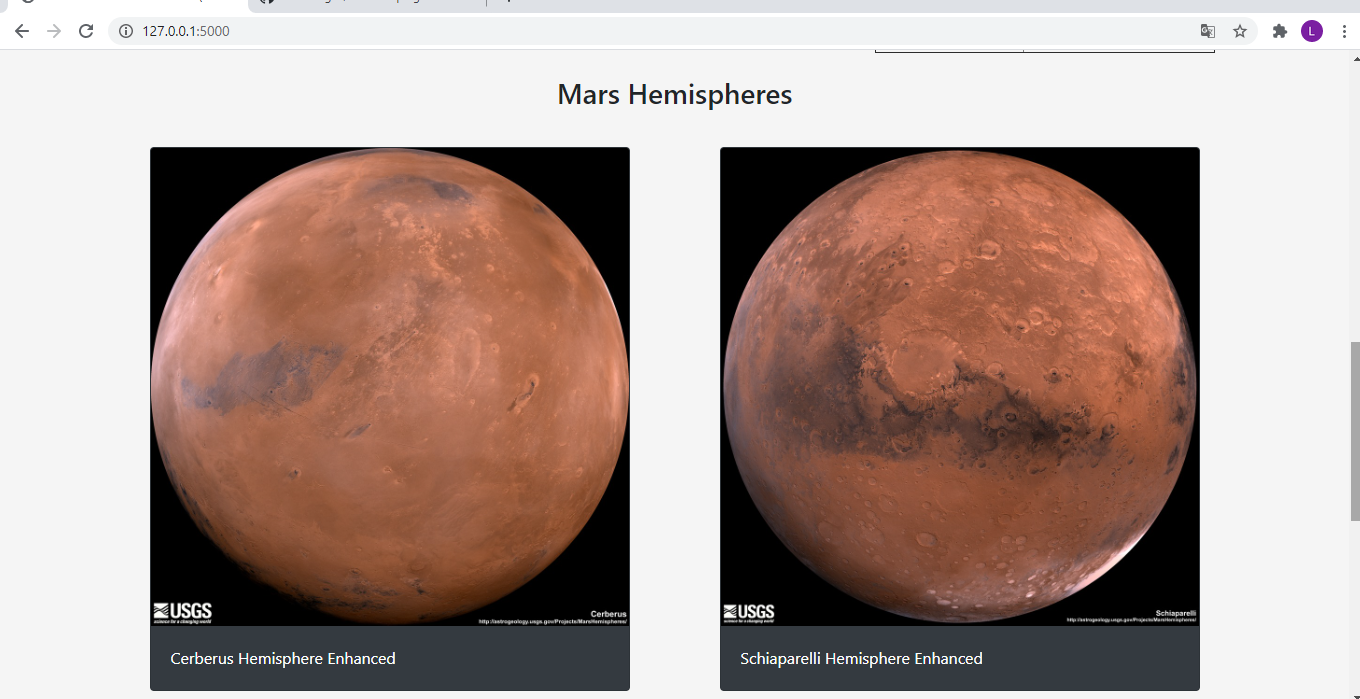 127.0.0.1:5000
L
Mars Hemispheres
USGS
science for a changing world
Cerberus
http://astrogeology.usgs.gov/Projects/MarsHemispheres/
Cerberus Hemisphere Enhanced
USGS
science for a changing world
Schiaparelli
http://astrogeology.usgs.gov/Projects/MarsHemispheres/
Schiaparelli Hemisphere Enhanced